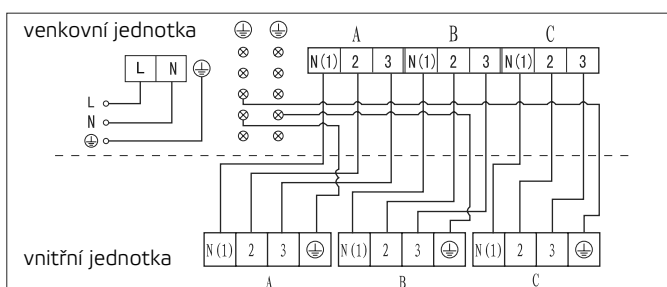 venkovní jednotka
A B C
L N
N(1) 2 3 N(1) 2 3 N(1) 2 3
L
N
N(1) 2 3 N(1) 2 3 N(1) 2 3
vnitřní jednotka
A B C